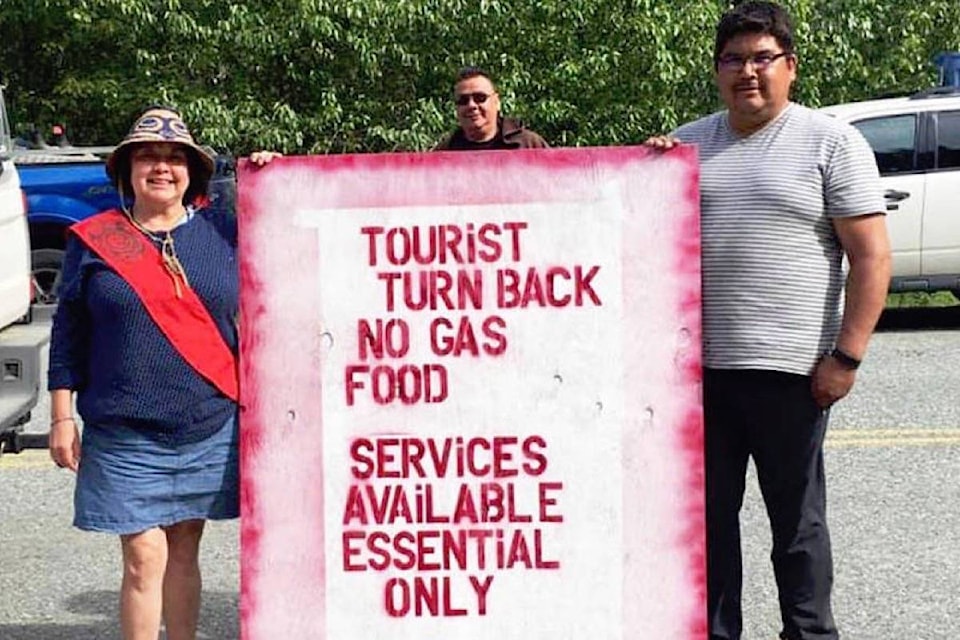 TOURiST
TURN BACK
NO GAS
FOOD
SERViCES
AVAiLABLE
ESSENTiAL
ONLY